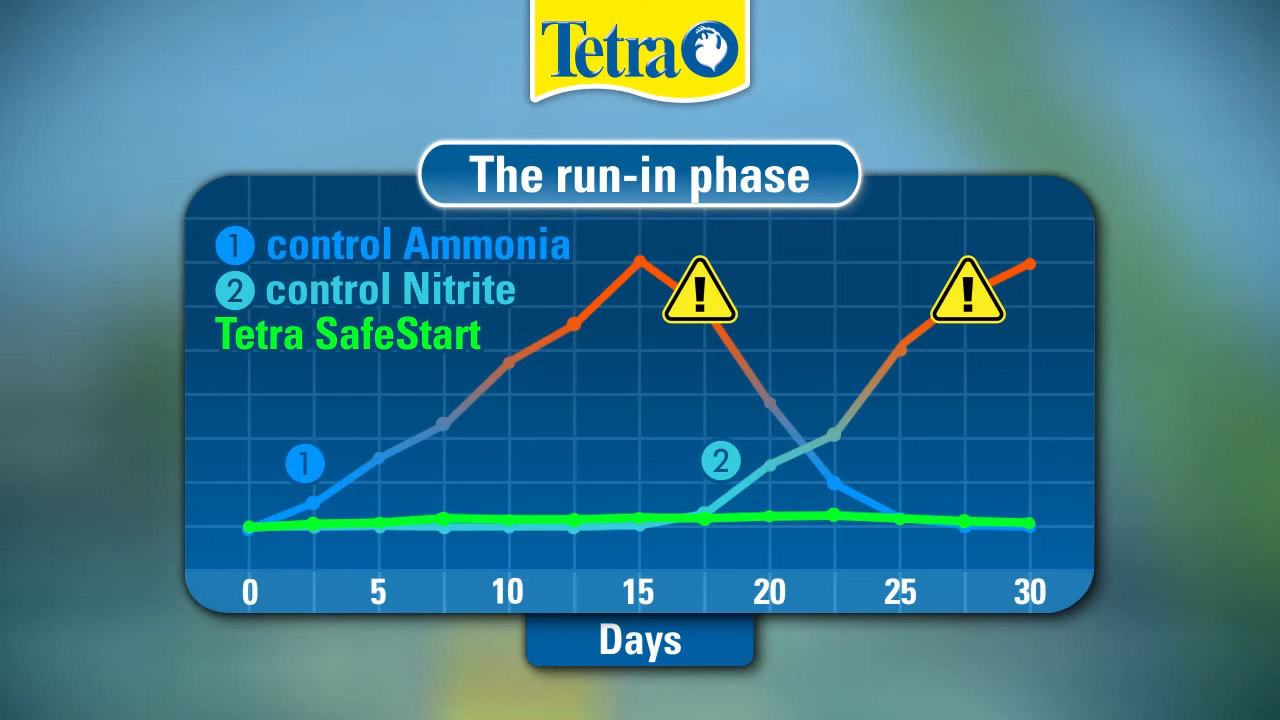 Tetra
The run-in phase
1 control Ammonia
2 control Nitrite
Tetra SafeStart
!
!
1
2
0 5 10 15 20 25 30
Days